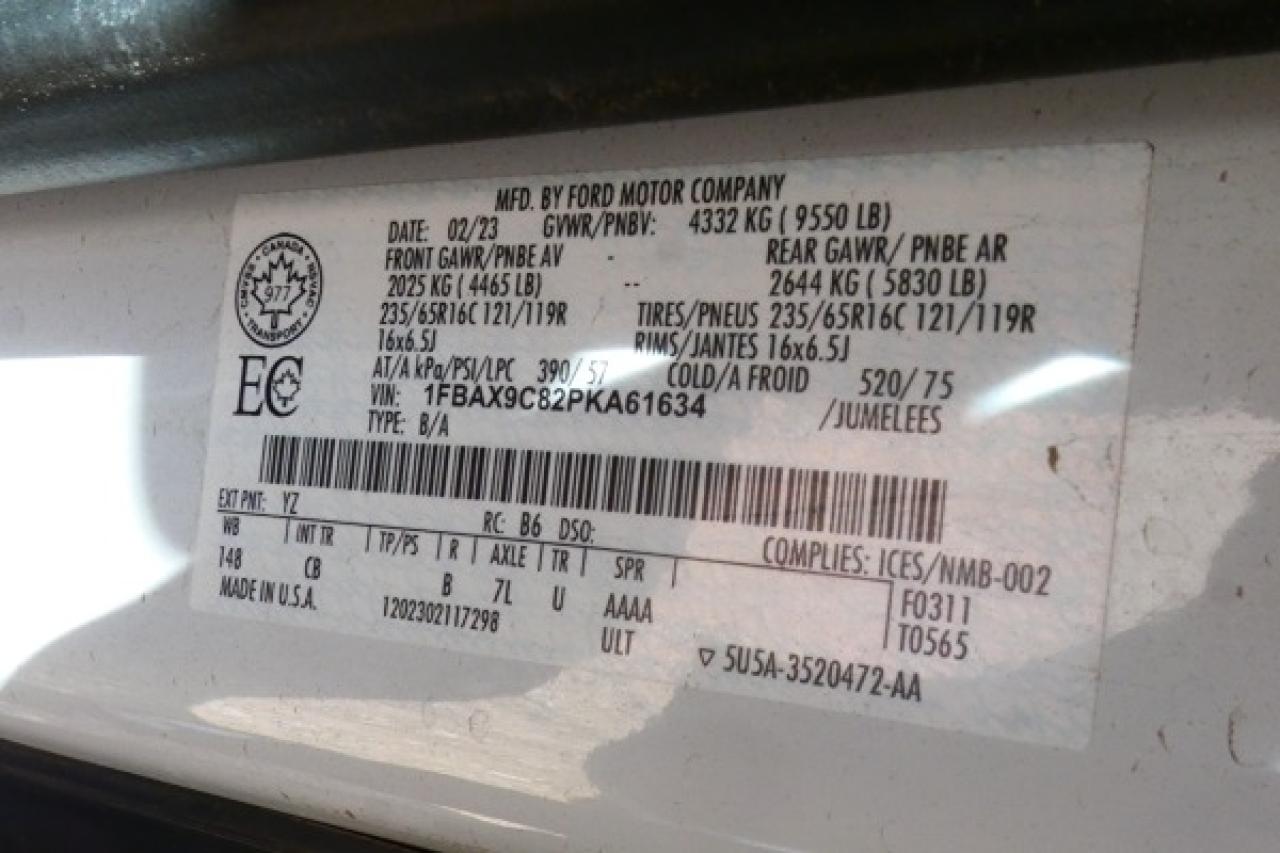 MFD. BY FORD MOTOR COMPANY
DATE: 02/23 GVWR/PNBV: 4332 KG ( 9550 LB)
FRONT GAWR/PNBE AV - REAR GAWR/ PNBE AR
2025 KG ( 4465 LB) -- 2644 KG ( 5830 LB)
235/65R16C 121/119R TIRES/PNEUS 235/65R16C 121/119R
16x6.5J RIMS/JANTES 16x6.5J
AT/A kPa/PSI/LPC 390/ 57 COLD/A FROID 520/ 75
VIN: 1FBAX9C82PKA61634 /JUMELEES
TYPE: B/A
CANADA
CMVSS NSVAC
977
TRANSPORT
EC
EXT PNT: YZ RC: B6 DSO:
WB INT TR TP/PS R AXLE TR SPR COMPLIES: ICES/NMB-002
148 CB B 7L U AAAA F0311
MADE IN U.S.A. 1202302117298 ULT T0565
▽ 5U5A-3520472-AA